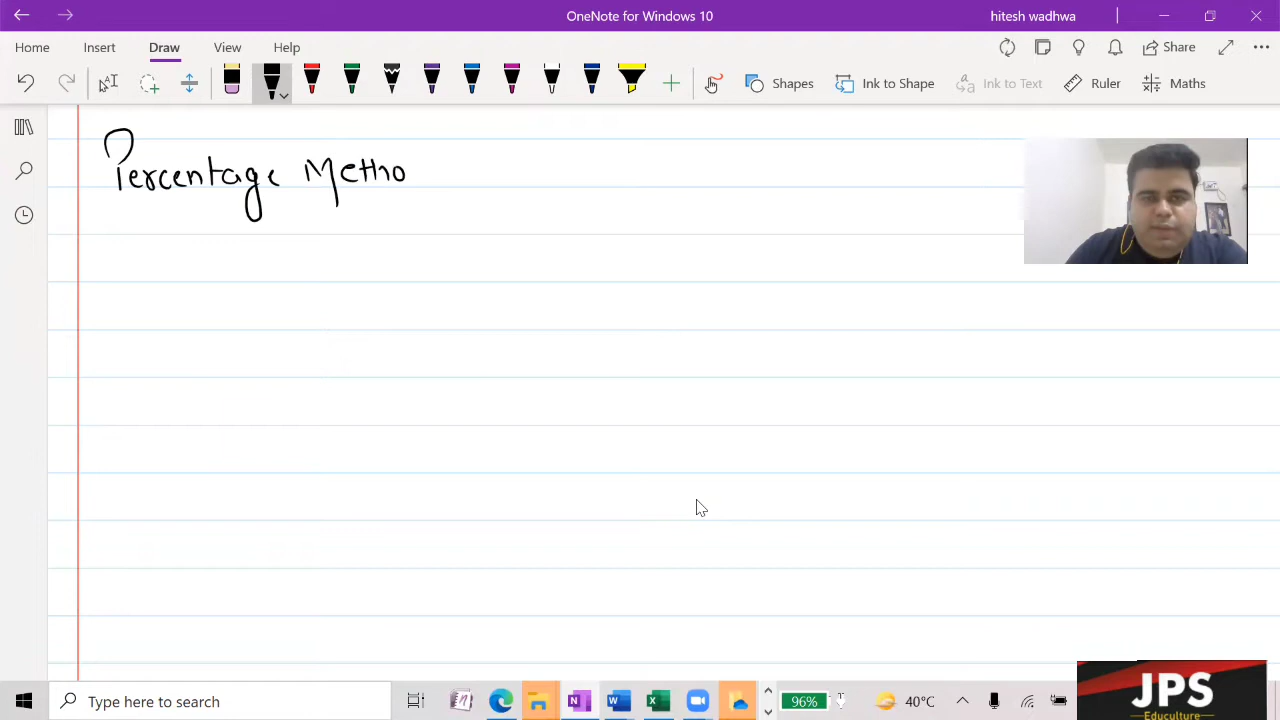 OneNote for Windows 10
hitesh wadhwa
Home Insert Draw View Help
Share
Shapes Ink to Shape Ink to Text Ruler Maths
Percentage Metho
Type here to search
96%
40°C
JPS
Educulture